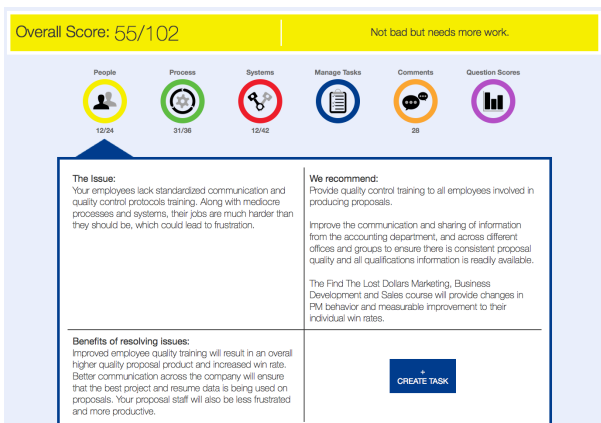 Overall Score: 55/102
Not bad but needs more work.
People
Process
Systems
Manage Tasks
Comments
Question Scores
12/24
31/36
12/42
28
The Issue:
Your employees lack standardized communication and
quality control protocols training. Along with mediocre
processes and systems, their jobs are much harder than
they should be, which could lead to frustration.
We recommend:
Provide quality control training to all employees involved in
producing proposals.
Improve the communication and sharing of information
from the accounting department, and across different
offices and groups to ensure there is consistent proposal
quality and all qualifications information is readily available.
The Find The Lost Dollars Marketing, Business
Development and Sales course will provide changes in
PM behavior and measurable improvement to their
individual win rates.
Benefits of resolving issues:
Improved employee quality training will result in an overall
higher quality proposal product and increased win rate.
Better communication across the company will ensure
that the best project and resume data is being used on
proposals. Your proposal staff will also be less frustrated
and more productive.
+
CREATE TASK